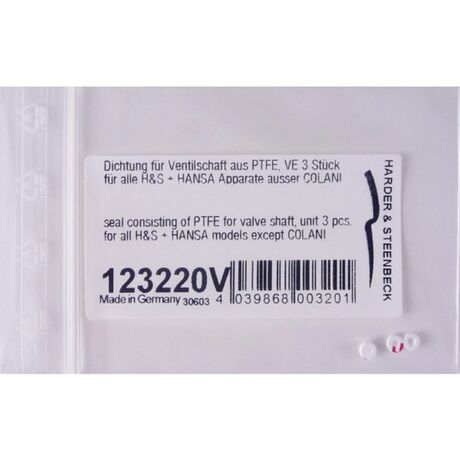 Dichtung für Ventilschaft aus PTFE, VE 3 Stück
für alle H&S + HANSA Apparate ausser COLANI
seal consisting of PTFE for valve shaft, unit 3 pcs.
for all H&S + HANSA models except COLANI
123220V
Made in Germany 30603
4 039868 003201
HARDER & STEENBECK